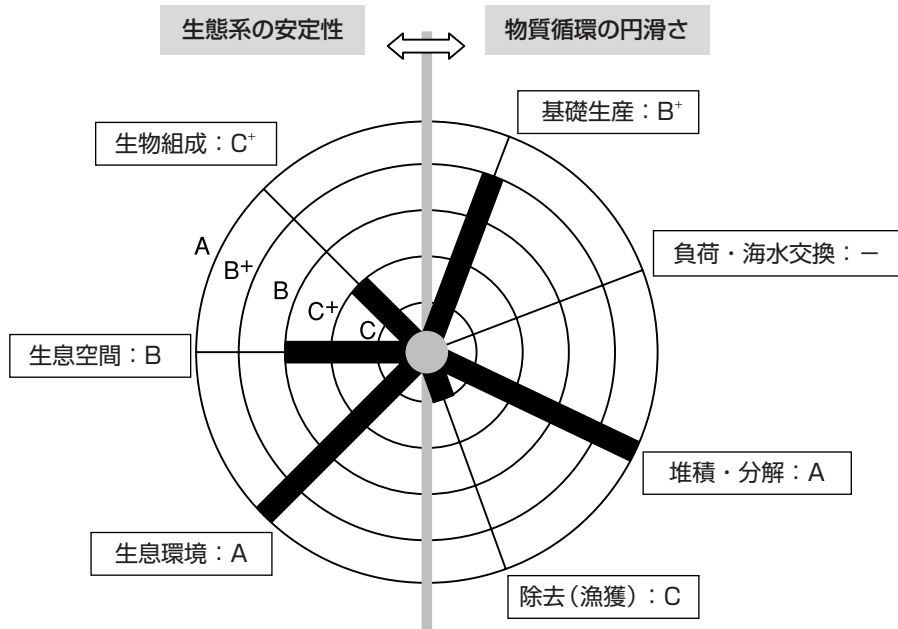 生態系の安定性
物質循環の円滑さ
基礎生産：B⁺
生物組成：C⁺
A
B+
負荷・海水交換：−
B
C+
C
生息空間：B
堆積・分解：A
生息環境：A
除去（漁獲）：C